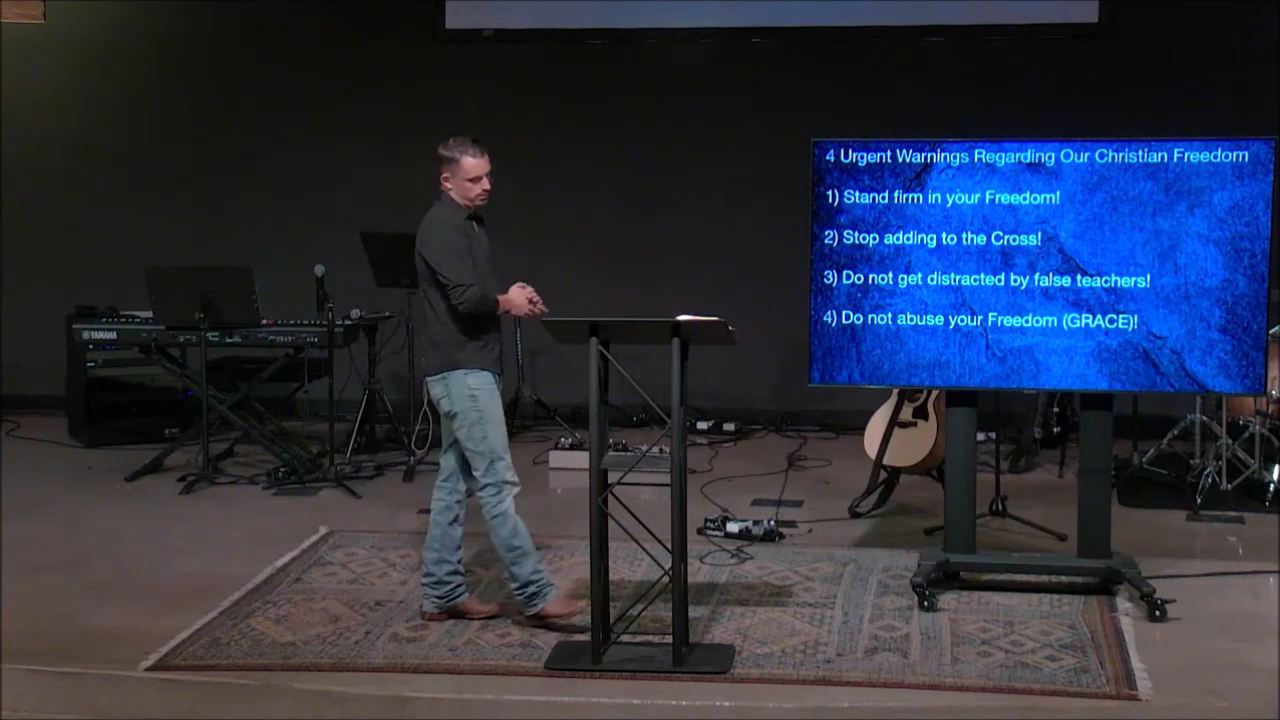 4 Urgent Warnings Regarding Our Christian Freedom
1) Stand firm in your Freedom!
2) Stop adding to the Cross!
3) Do not get distracted by false teachers!
4) Do not abuse your Freedom (GRACE)!
YAMAHA